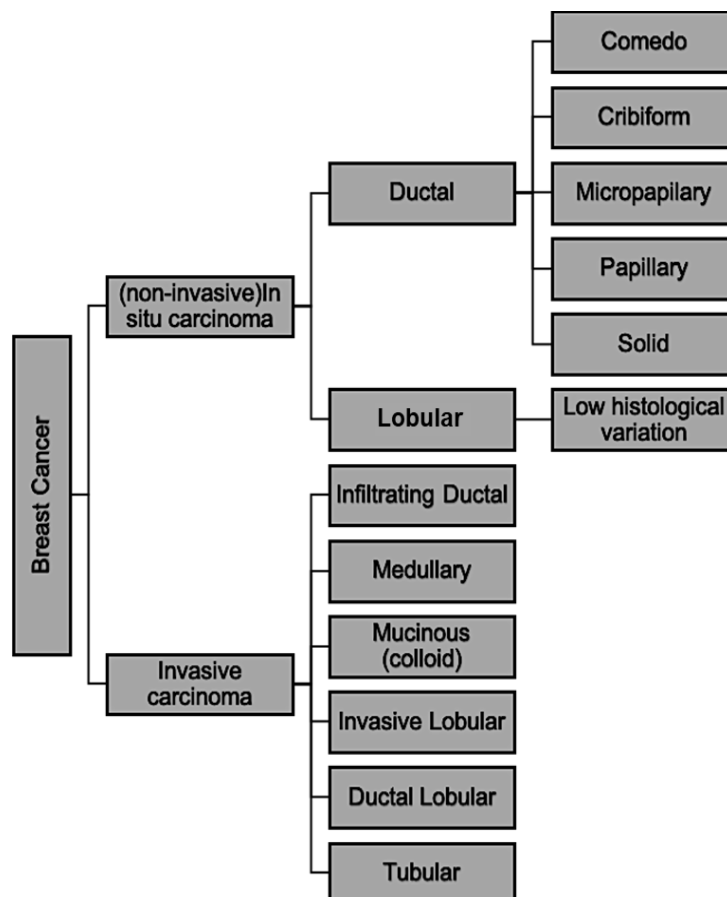 Breast Cancer
(non-invasive)In
situ carcinoma
Ductal
Comedo
Cribiform
Micropapilary
Papillary
Solid
Lobular
Low histological
variation
Invasive
carcinoma
Infiltrating Ductal
Medullary
Mucinous
(colloid)
Invasive Lobular
Ductal Lobular
Tubular